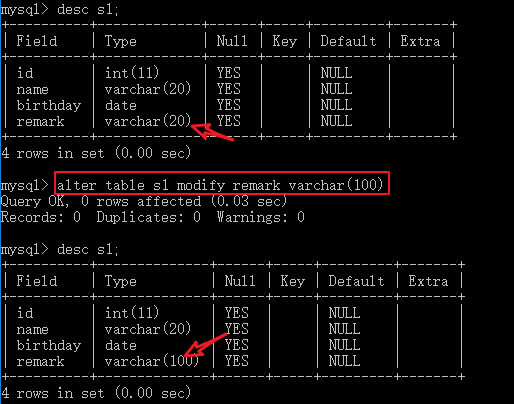 mysql> desc s1;
+----------+-------------+------+-----+---------+-------+
| Field    | Type        | Null | Key | Default | Extra |
+----------+-------------+------+-----+---------+-------+
| id       | int(11)     | YES  |     | NULL    |       |
| name     | varchar(20) | YES  |     | NULL    |       |
| birthday | date        | YES  |     | NULL    |       |
| remark   | varchar(20) | YES  |     | NULL    |       |
+----------+-------------+------+-----+---------+-------+
4 rows in set (0.00 sec)
mysql> alter table s1 modify remark varchar(100)
Query OK, 0 rows affected (0.03 sec)
Records: 0  Duplicates: 0  Warnings: 0
mysql> desc s1;
+----------+--------------+------+-----+---------+-------+
| Field    | Type         | Null | Key | Default | Extra |
+----------+--------------+------+-----+---------+-------+
| id       | int(11)      | YES  |     | NULL    |       |
| name     | varchar(20)  | YES  |     | NULL    |       |
| birthday | date         | YES  |     | NULL    |       |
| remark   | varchar(100) | YES  |     | NULL    |       |
+----------+--------------+------+-----+---------+-------+
4 rows in set (0.00 sec)